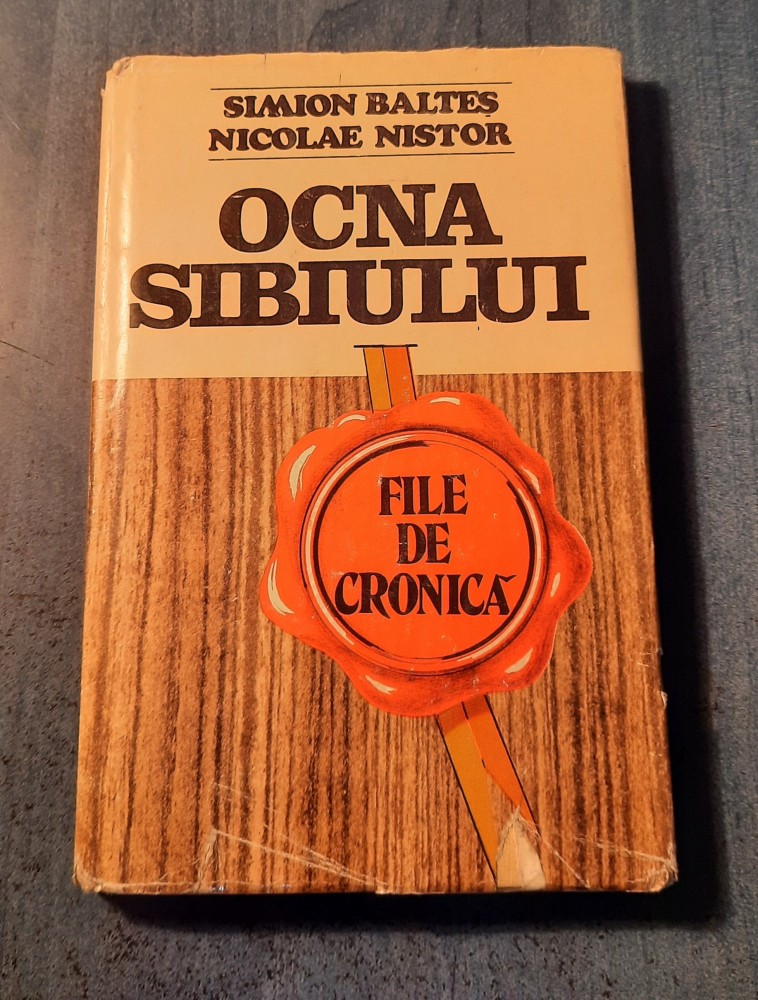 SIMION BALTEȘ
NICOLAE NISTOR
OCNA
SIBIULUI
FILE
DE
CRONICĂ